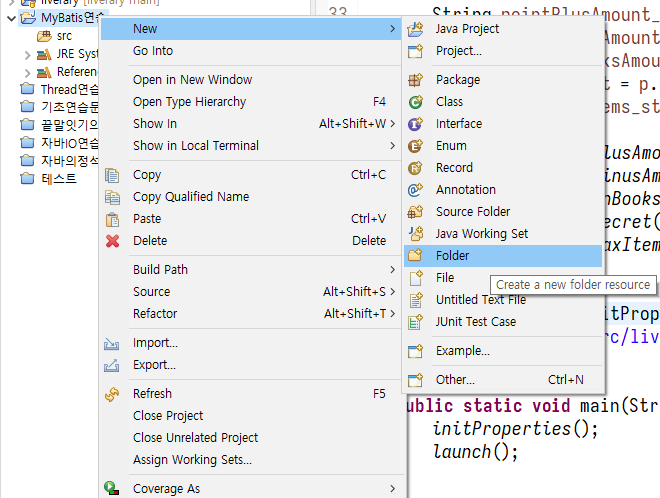 liverary [liverary main]
MyBatis연습
src
JRE Sys
Reference
Thread연습
기초연습문
끝말잇기의
자바IO연습
자바의정석
테스트
New
Go Into
Open in New Window
Open Type Hierarchy F4
Show In Alt+Shift+W
Show in Local Terminal
Copy Ctrl+C
Copy Qualified Name
Paste Ctrl+V
Delete Delete
Build Path
Source Alt+Shift+S
Refactor Alt+Shift+T
Import...
Export...
Refresh F5
Close Project
Close Unrelated Project
Assign Working Sets...
Coverage As
Java Project
Project...
Package
Class
Interface
Enum
Record
Annotation
Source Folder
Java Working Set
Folder
File
Untitled Text File
JUnit Test Case
Example...
Other... Ctrl+N
Create a new folder resource
33 String pointPlusAmount_
Amount
xsAmou
t = p.
ems_st
lusAm
inusAm
nBooks
ecret(
axItem
itProp
rc/liv
public static void main(Str
initProperties();
launch();